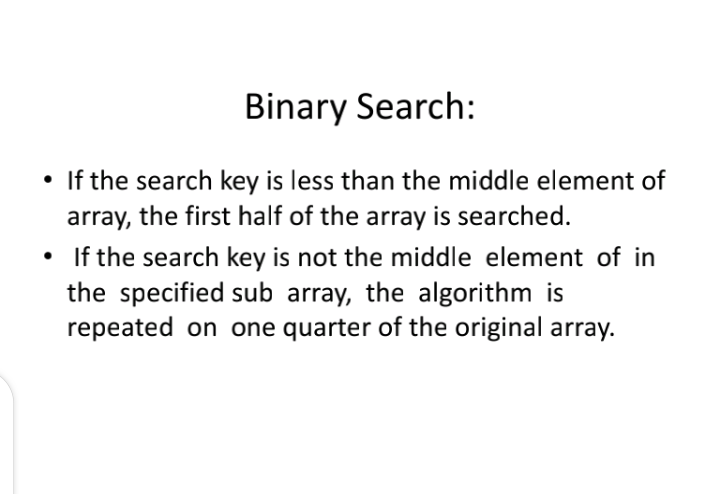 Binary Search:
• If the search key is less than the middle element of
array, the first half of the array is searched.
• If the search key is not the middle element of in
the specified sub array, the algorithm is
repeated on one quarter of the original array.